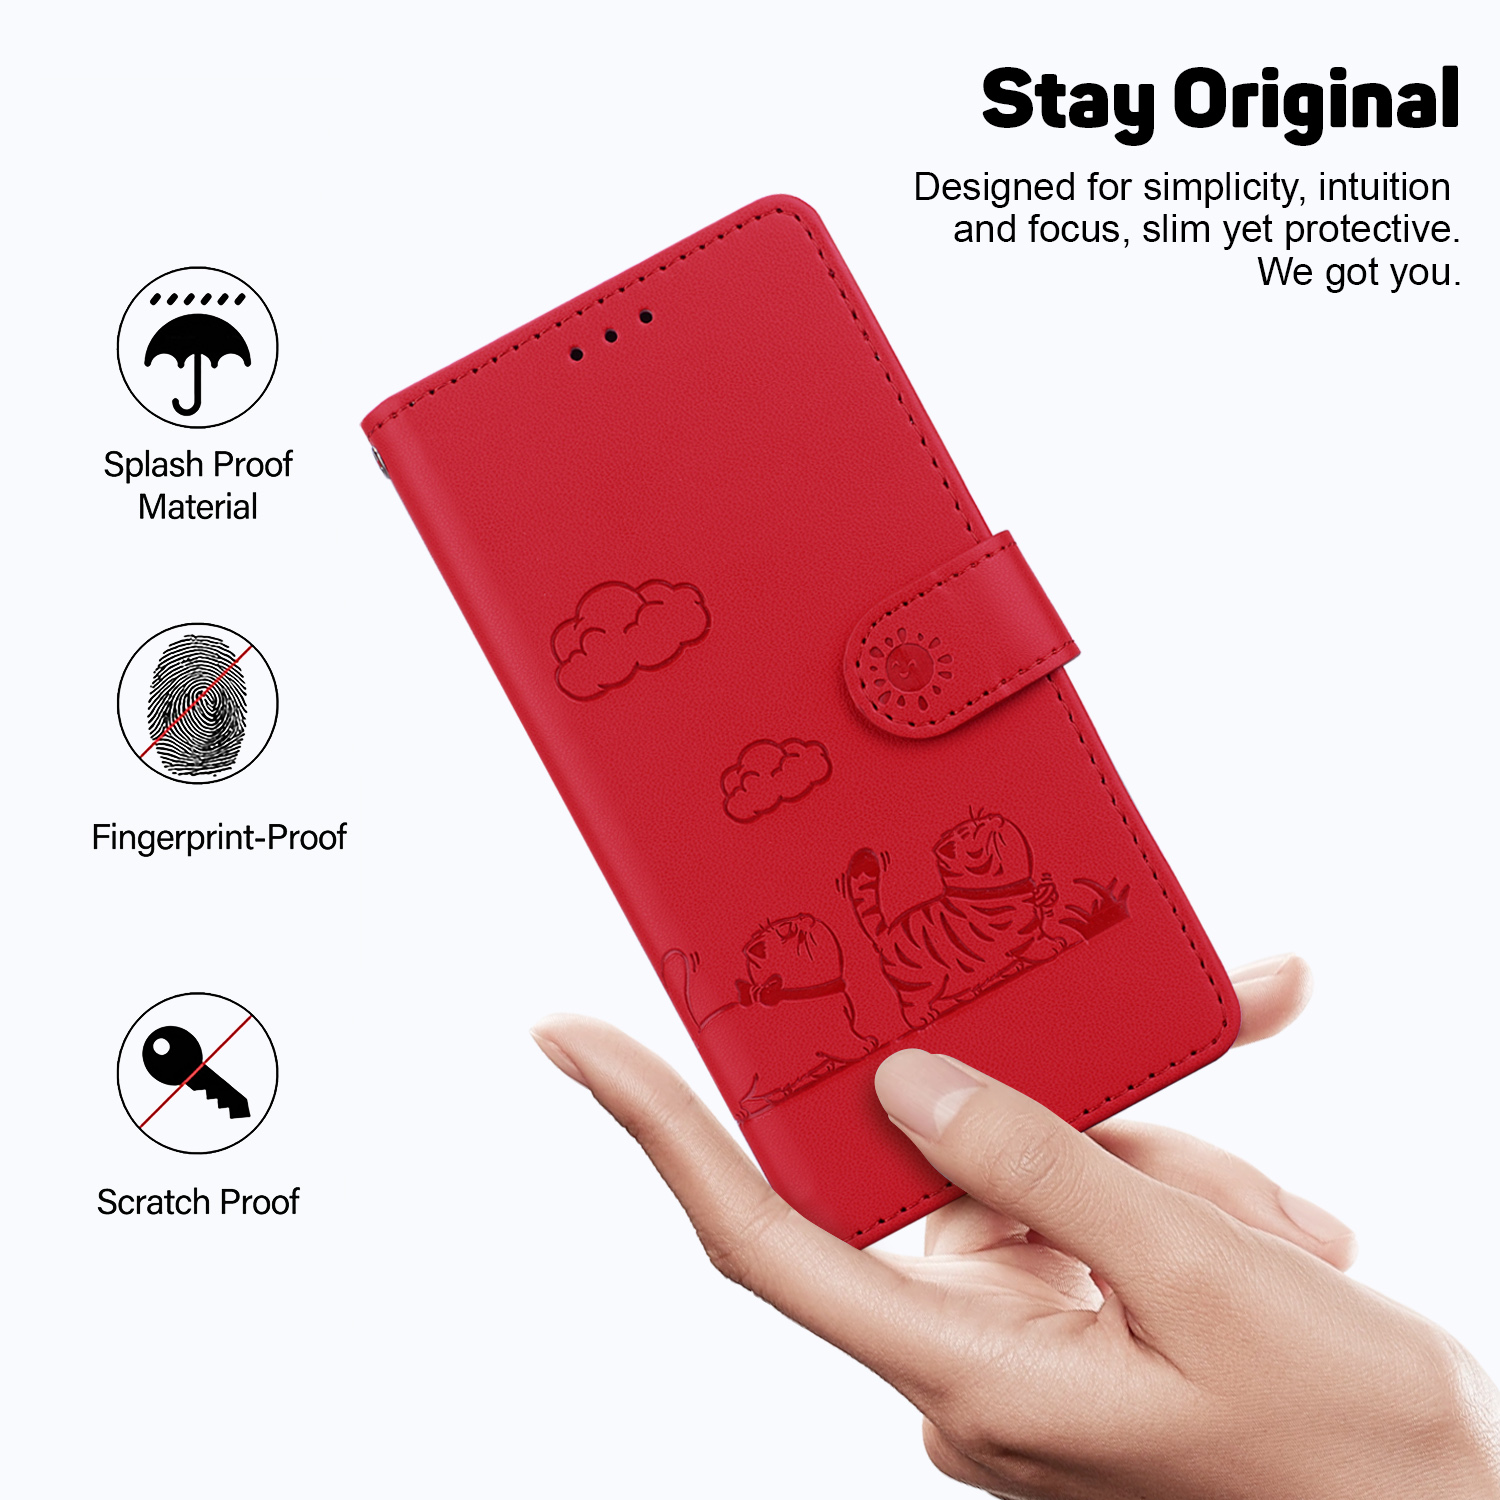 Stay Original
Designed for simplicity, intuition
and focus, slim yet protective.
We got you.
Splash Proof
Material
Fingerprint-Proof
Scratch Proof